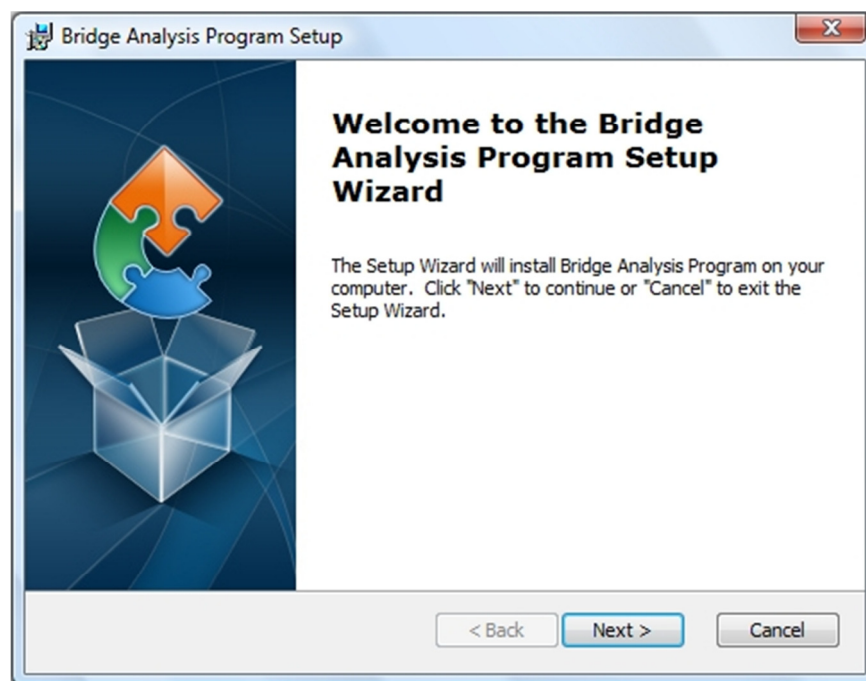 Bridge Analysis Program Setup
Welcome to the Bridge
Analysis Program Setup
Wizard
The Setup Wizard will install Bridge Analysis Program on your
computer. Click "Next" to continue or "Cancel" to exit the
Setup Wizard.
< Back Next > Cancel